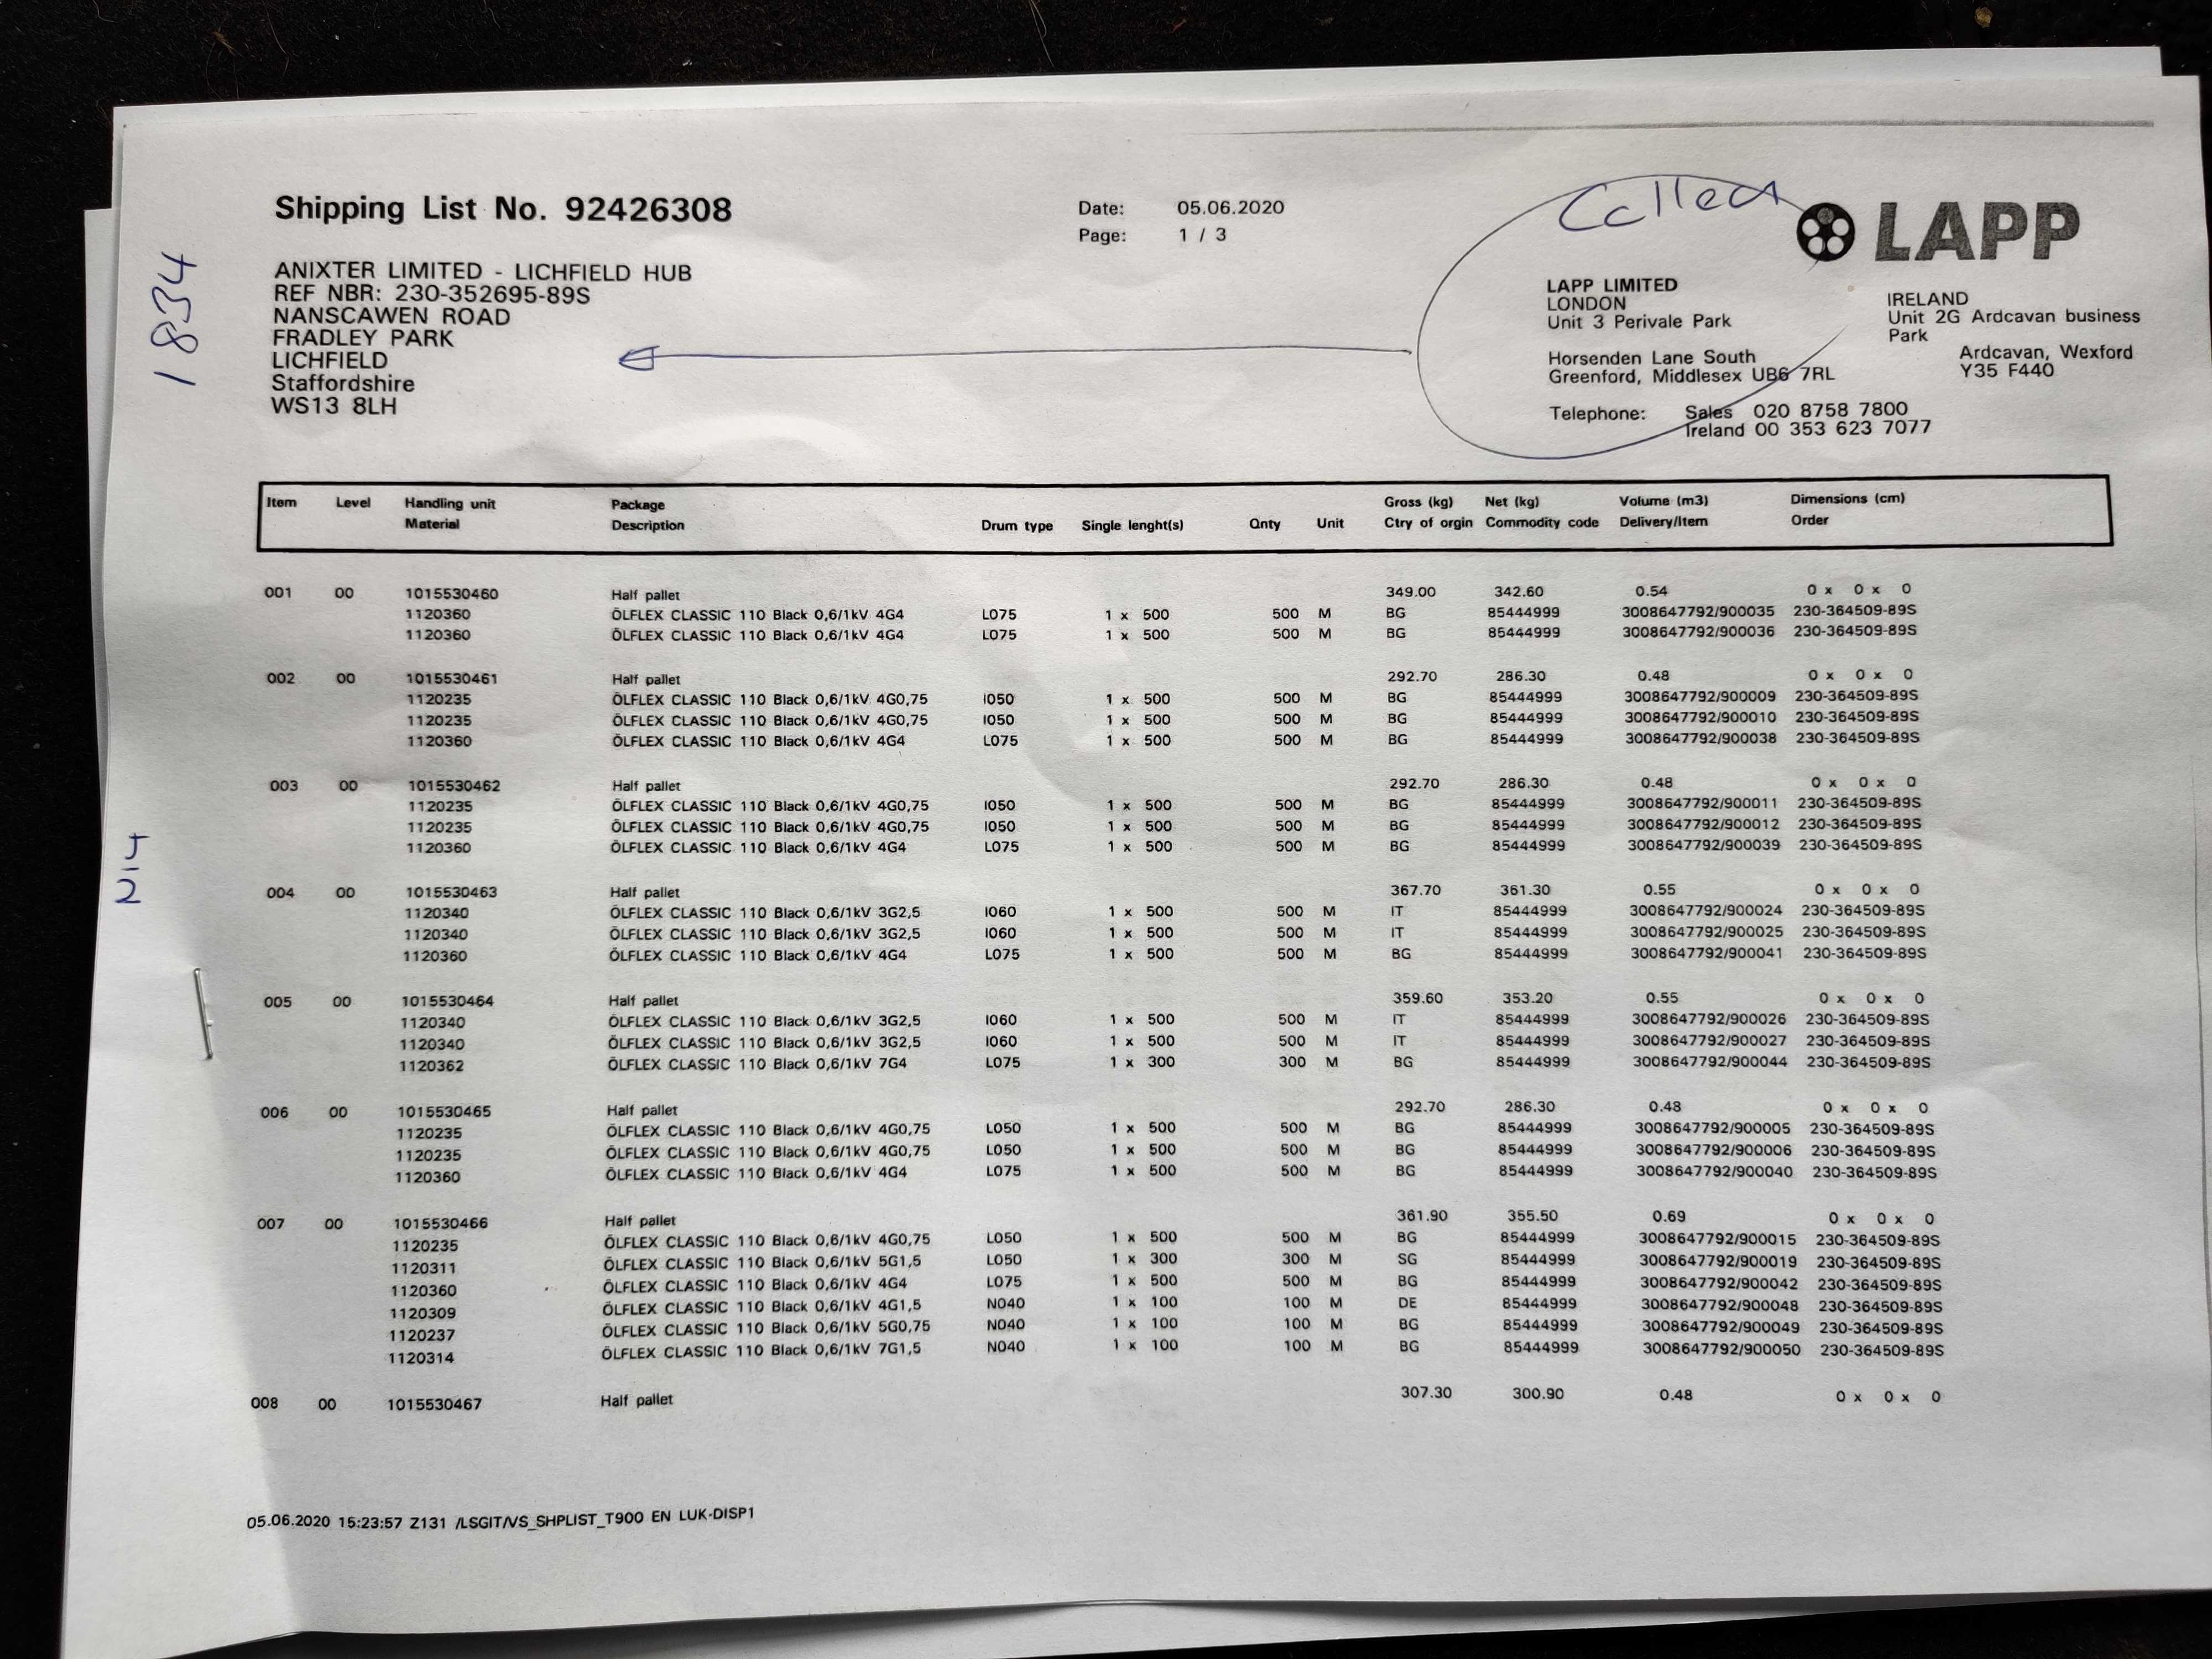 Collect
Shipping List No. 92426308
Date: 05.06.2020
Page: 1 / 3
LAPP
1834
ANIXTER LIMITED - LICHFIELD HUB
REF NBR: 230-352695-89S
NANSCAWEN ROAD
FRADLEY PARK
LICHFIELD
Staffordshire
WS13 8LH
LAPP LIMITED
LONDON
Unit 3 Perivale Park
Horsenden Lane South
Greenford, Middlesex UB6 7RL
IRELAND
Unit 2G Ardcavan business
Park
Ardcavan, Wexford
Y35 F440
Telephone: Sales 020 8758 7800
Ireland 00 353 623 7077
Item Level Handling unit Package Gross (kg) Net (kg) Volume (m3) Dimensions (cm)
Material Description Drum type Single lenght(s) Qnty Unit Ctry of orgin Commodity code Delivery/Item Order
001 00 1015530460 Half pallet 349.00 342.60 0.54 0 x 0 x 0
1120360 ÖLFLEX CLASSIC 110 Black 0,6/1kV 4G4 L075 1 x 500 500 M BG 85444999 3008647792/900035 230-364509-89S
1120360 ÖLFLEX CLASSIC 110 Black 0,6/1kV 4G4 L075 1 x 500 500 M BG 85444999 3008647792/900036 230-364509-89S
002 00 1015530461 Half pallet 292.70 286.30 0.48 0 x 0 x 0
1120235 ÖLFLEX CLASSIC 110 Black 0,6/1kV 4G0,75 I050 1 x 500 500 M BG 85444999 3008647792/900009 230-364509-89S
1120235 ÖLFLEX CLASSIC 110 Black 0,6/1kV 4G0,75 I050 1 x 500 500 M BG 85444999 3008647792/900010 230-364509-89S
1120360 ÖLFLEX CLASSIC 110 Black 0,6/1kV 4G4 L075 1 x 500 500 M BG 85444999 3008647792/900038 230-364509-89S
003 00 1015530462 Half pallet 292.70 286.30 0.48 0 x 0 x 0
1120235 ÖLFLEX CLASSIC 110 Black 0,6/1kV 4G0,75 I050 1 x 500 500 M BG 85444999 3008647792/900011 230-364509-89S
1120235 ÖLFLEX CLASSIC 110 Black 0,6/1kV 4G0,75 I050 1 x 500 500 M BG 85444999 3008647792/900012 230-364509-89S
1120360 ÖLFLEX CLASSIC 110 Black 0,6/1kV 4G4 L075 1 x 500 500 M BG 85444999 3008647792/900039 230-364509-89S
004 00 1015530463 Half pallet 367.70 361.30 0.55 0 x 0 x 0
1120340 ÖLFLEX CLASSIC 110 Black 0,6/1kV 3G2,5 I060 1 x 500 500 M IT 85444999 3008647792/900024 230-364509-89S
1120340 ÖLFLEX CLASSIC 110 Black 0,6/1kV 3G2,5 I060 1 x 500 500 M IT 85444999 3008647792/900025 230-364509-89S
1120360 ÖLFLEX CLASSIC 110 Black 0,6/1kV 4G4 L075 1 x 500 500 M BG 85444999 3008647792/900041 230-364509-89S
005 00 1015530464 Half pallet 359.60 353.20 0.55 0 x 0 x 0
1120340 ÖLFLEX CLASSIC 110 Black 0,6/1kV 3G2,5 I060 1 x 500 500 M IT 85444999 3008647792/900026 230-364509-89S
1120340 ÖLFLEX CLASSIC 110 Black 0,6/1kV 3G2,5 I060 1 x 500 500 M IT 85444999 3008647792/900027 230-364509-89S
1120362 ÖLFLEX CLASSIC 110 Black 0,6/1kV 7G4 L075 1 x 300 300 M BG 85444999 3008647792/900044 230-364509-89S
006 00 1015530465 Half pallet 292.70 286.30 0.48 0 x 0 x 0
1120235 ÖLFLEX CLASSIC 110 Black 0,6/1kV 4G0,75 L050 1 x 500 500 M BG 85444999 3008647792/900005 230-364509-89S
1120235 ÖLFLEX CLASSIC 110 Black 0,6/1kV 4G0,75 L050 1 x 500 500 M BG 85444999 3008647792/900006 230-364509-89S
1120360 ÖLFLEX CLASSIC 110 Black 0,6/1kV 4G4 L075 1 x 500 500 M BG 85444999 3008647792/900040 230-364509-89S
007 00 1015530466 Half pallet 361.90 355.50 0.69 0 x 0 x 0
1120235 ÖLFLEX CLASSIC 110 Black 0,6/1kV 4G0,75 L050 1 x 500 500 M BG 85444999 3008647792/900015 230-364509-89S
1120311 ÖLFLEX CLASSIC 110 Black 0,6/1kV 5G1,5 L050 1 x 300 300 M SG 85444999 3008647792/900019 230-364509-89S
1120360 ÖLFLEX CLASSIC 110 Black 0,6/1kV 4G4 L075 1 x 500 500 M BG 85444999 3008647792/900042 230-364509-89S
1120309 ÖLFLEX CLASSIC 110 Black 0,6/1kV 4G1,5 N040 1 x 100 100 M DE 85444999 3008647792/900048 230-364509-89S
1120237 ÖLFLEX CLASSIC 110 Black 0,6/1kV 5G0,75 N040 1 x 100 100 M BG 85444999 3008647792/900049 230-364509-89S
1120314 ÖLFLEX CLASSIC 110 Black 0,6/1kV 7G1,5 N040 1 x 100 100 M BG 85444999 3008647792/900050 230-364509-89S
008 00 1015530467 Half pallet 307.30 300.90 0.48 0 x 0 x 0
05.06.2020 15:23:57 Z131 /LSGIT/VS_SHPLIST_T900 EN LUK-DISP1